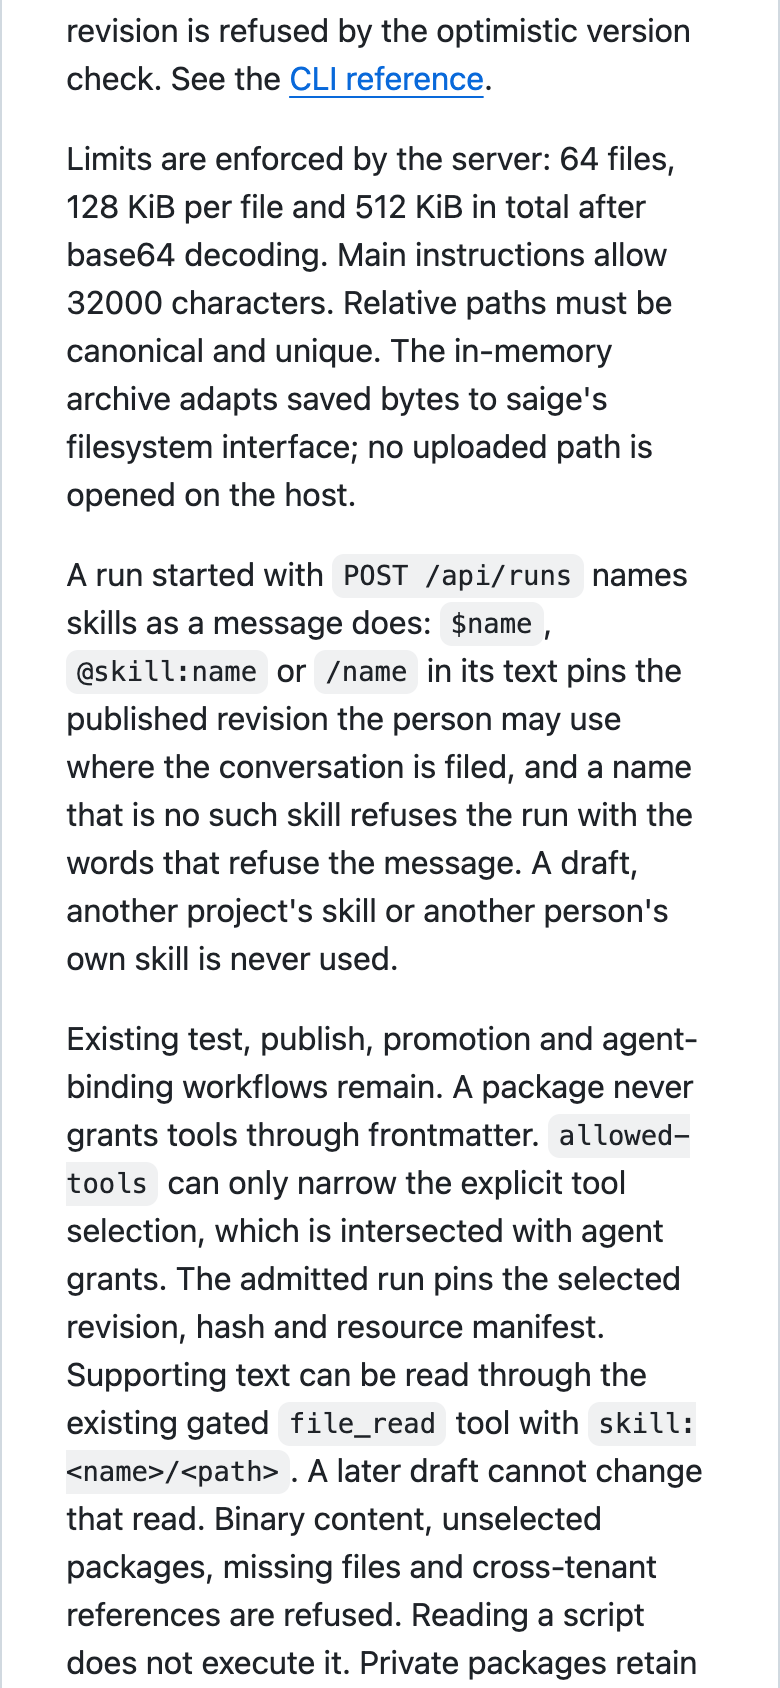 revision is refused by the optimistic version
check. See the CLI reference.
Limits are enforced by the server: 64 files,
128 KiB per file and 512 KiB in total after
base64 decoding. Main instructions allow
32000 characters. Relative paths must be
canonical and unique. The in-memory
archive adapts saved bytes to saige's
filesystem interface; no uploaded path is
opened on the host.
A run started with POST /api/runs names
skills as a message does: $name,
@skill:name or /name in its text pins the
published revision the person may use
where the conversation is filed, and a name
that is no such skill refuses the run with the
words that refuse the message. A draft,
another project's skill or another person's
own skill is never used.
Existing test, publish, promotion and agent-
binding workflows remain. A package never
grants tools through frontmatter. allowed-
tools can only narrow the explicit tool
selection, which is intersected with agent
grants. The admitted run pins the selected
revision, hash and resource manifest.
Supporting text can be read through the
existing gated file_read tool with skill:
<name>/<path>. A later draft cannot change
that read. Binary content, unselected
packages, missing files and cross-tenant
references are refused. Reading a script
does not execute it. Private packages retain